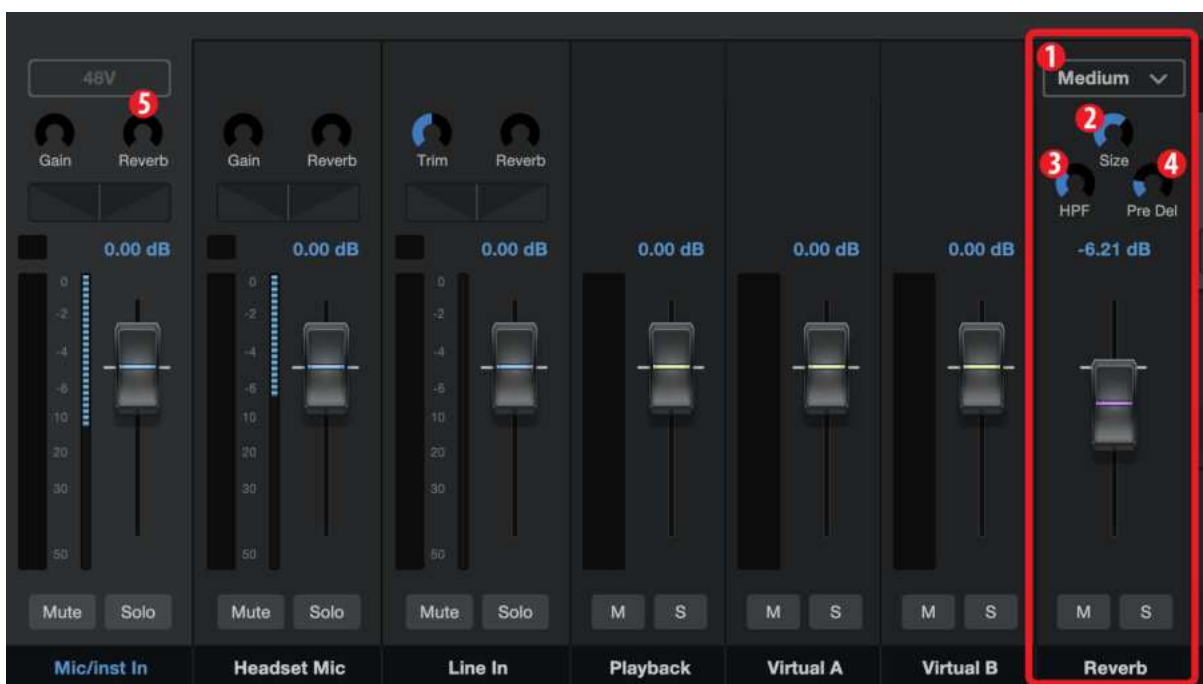 48V
1
Medium
5
2
Gain Reverb Gain Reverb Trim Reverb Size
3 4
HPF Pre Del
0.00 dB 0.00 dB 0.00 dB 0.00 dB 0.00 dB 0.00 dB -6.21 dB
0 0 0
-2 -2 -2
-4 -4 -4
-6 -6 -6
10 10 10
20 20 20
30 30 30
50 50 50
Mute Solo Mute Solo Mute Solo M S M S M S M S
Mic/inst In Headset Mic Line In Playback Virtual A Virtual B Reverb